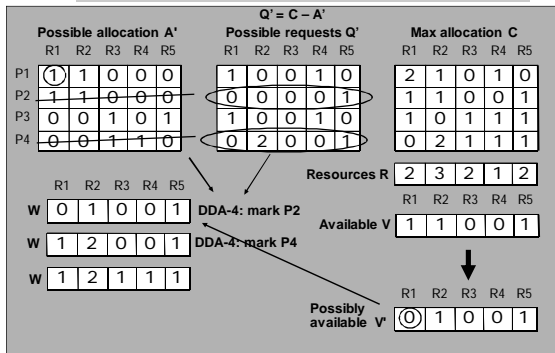 Q' = C – A'
Possible allocation A' Possible requests Q' Max allocation C
R1 R2 R3 R4 R5 R1 R2 R3 R4 R5 R1 R2 R3 R4 R5
P1 1 1 0 0 0 1 0 0 1 0 2 1 0 1 0
P2 1 1 0 0 0 0 0 0 0 1 1 1 0 0 1
P3 0 0 1 0 1 1 0 0 1 0 1 0 1 1 1
P4 0 0 1 1 0 0 2 0 0 1 0 2 1 1 1
Resources R 2 3 2 1 2
R1 R2 R3 R4 R5 R1 R2 R3 R4 R5
W 0 1 0 0 1 DDA-4: mark P2 Available V 1 1 0 0 1
W 1 2 0 0 1 DDA-4: mark P4
W 1 2 1 1 1
R1 R2 R3 R4 R5
Possibly available V' 0 1 0 0 1